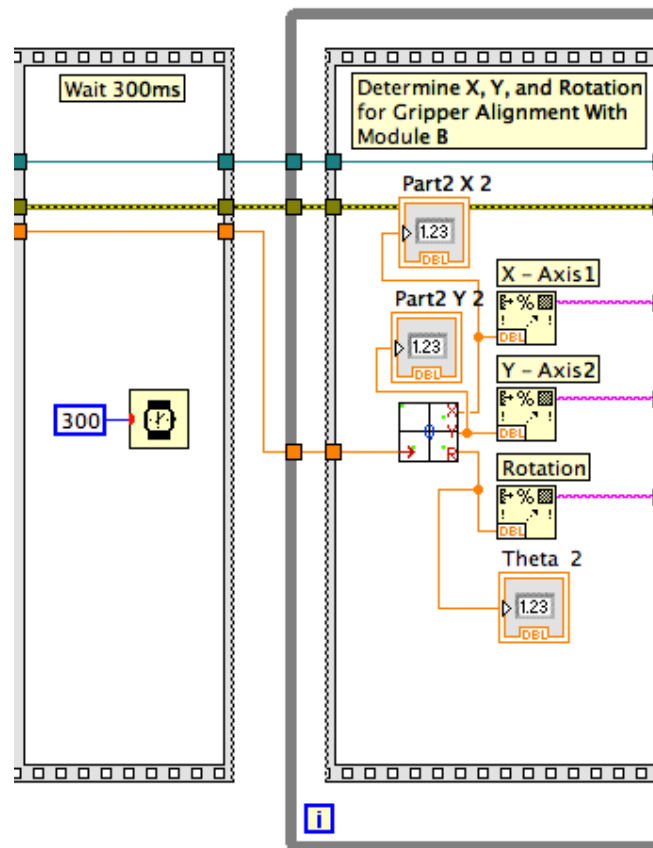 Wait 300ms
300
Determine X, Y, and Rotation
for Gripper Alignment With
Module B
Part2 X 2
1.23
DBL
X - Axis1
DBL
Part2 Y 2
1.23
DBL
Y - Axis2
DBL
X
Y
R
Rotation
DBL
Theta 2
1.23
DBL
i